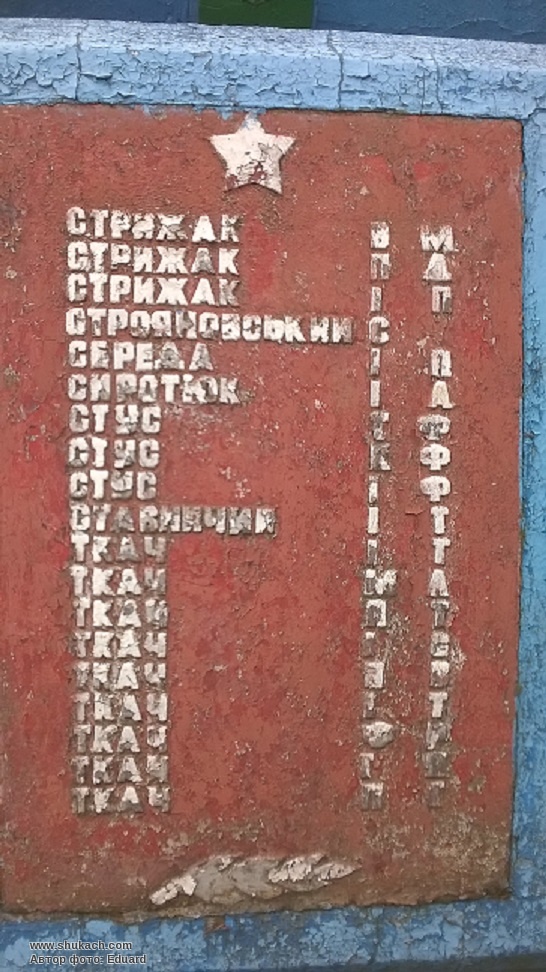 СТРИЖАК И М
СТРИЖАК П Д
СТРИЖАК І П
СТРОЯНОВСЬКИЙ С
СЕРЕДА І П
СИРОТЮК І А
СТУС Ф
СТУС К Ф
СТУС І Ф
СТАВНИЧИЙ І Т
ТКАЧ І Т
ТКАЧ М А
ТКАЧ П Т
ТКАЧ С
ТКАЧ П
ТКАЧ І Т
ТКАЧ Ф
ТКАЧ Г
ТКАЧ П
www.shukach.com
Автор фото: Eduard